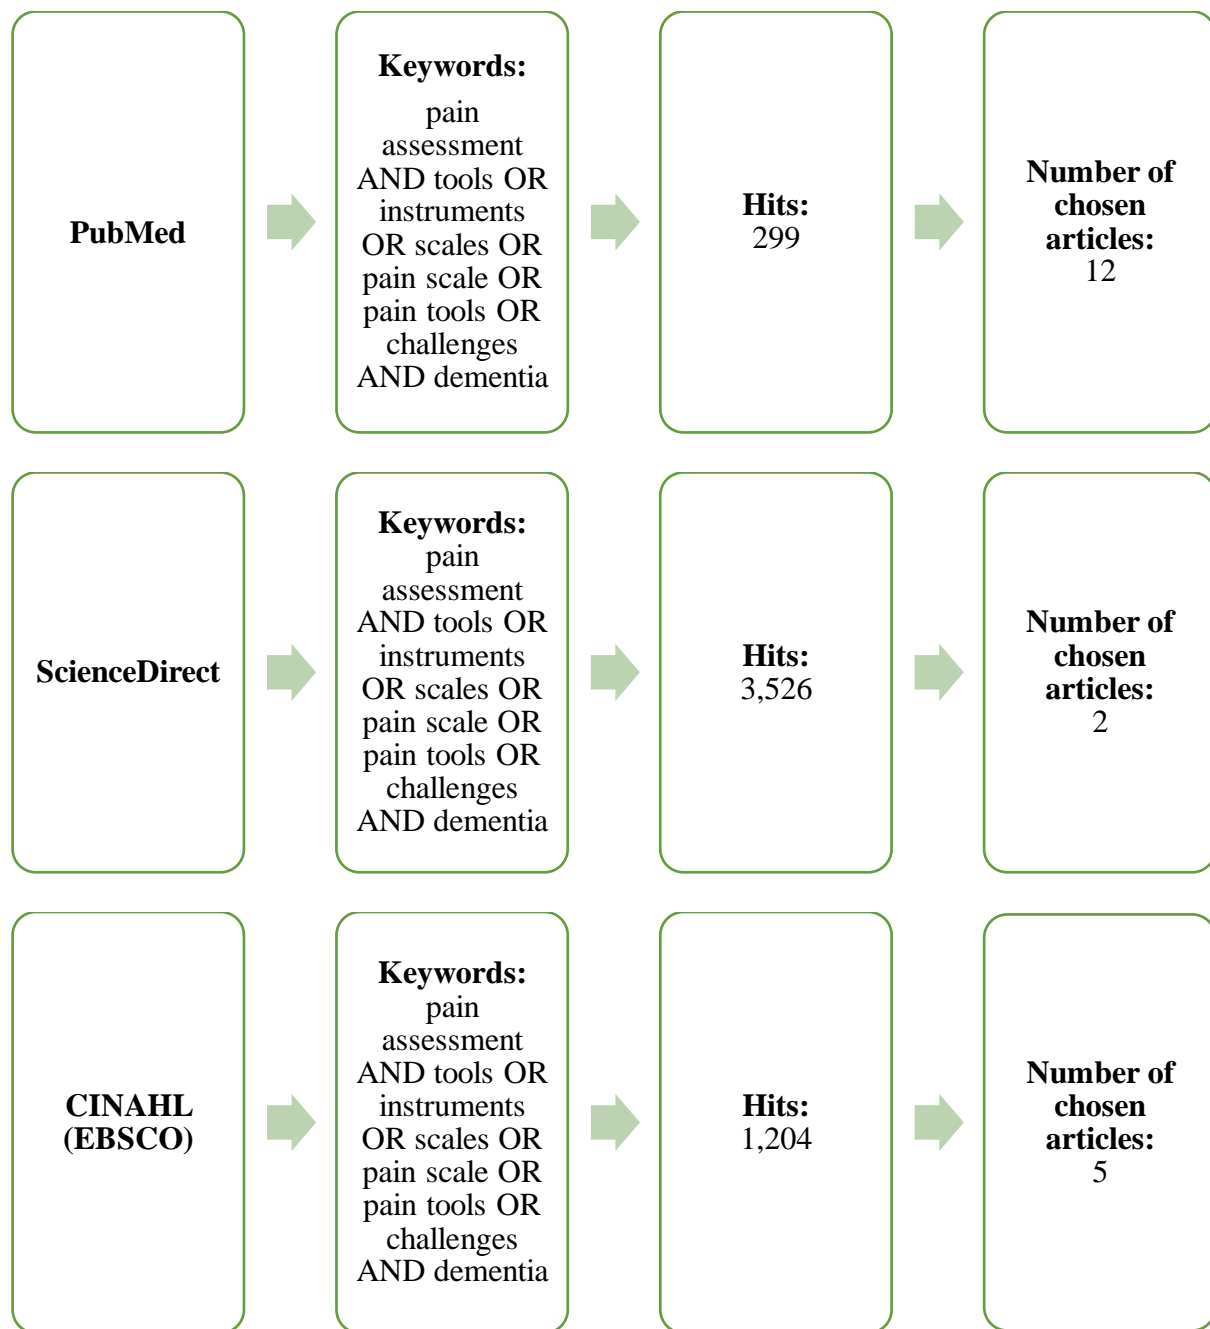 PubMed
Keywords:
pain
assessment
AND tools OR
instruments
OR scales OR
pain scale OR
pain tools OR
challenges
AND dementia
Hits:
299
Number of
chosen
articles:
12
ScienceDirect
Keywords:
pain
assessment
AND tools OR
instruments
OR scales OR
pain scale OR
pain tools OR
challenges
AND dementia
Hits:
3,526
Number of
chosen
articles:
2
CINAHL
(EBSCO)
Keywords:
pain
assessment
AND tools OR
instruments
OR scales OR
pain scale OR
pain tools OR
challenges
AND dementia
Hits:
1,204
Number of
chosen
articles:
5